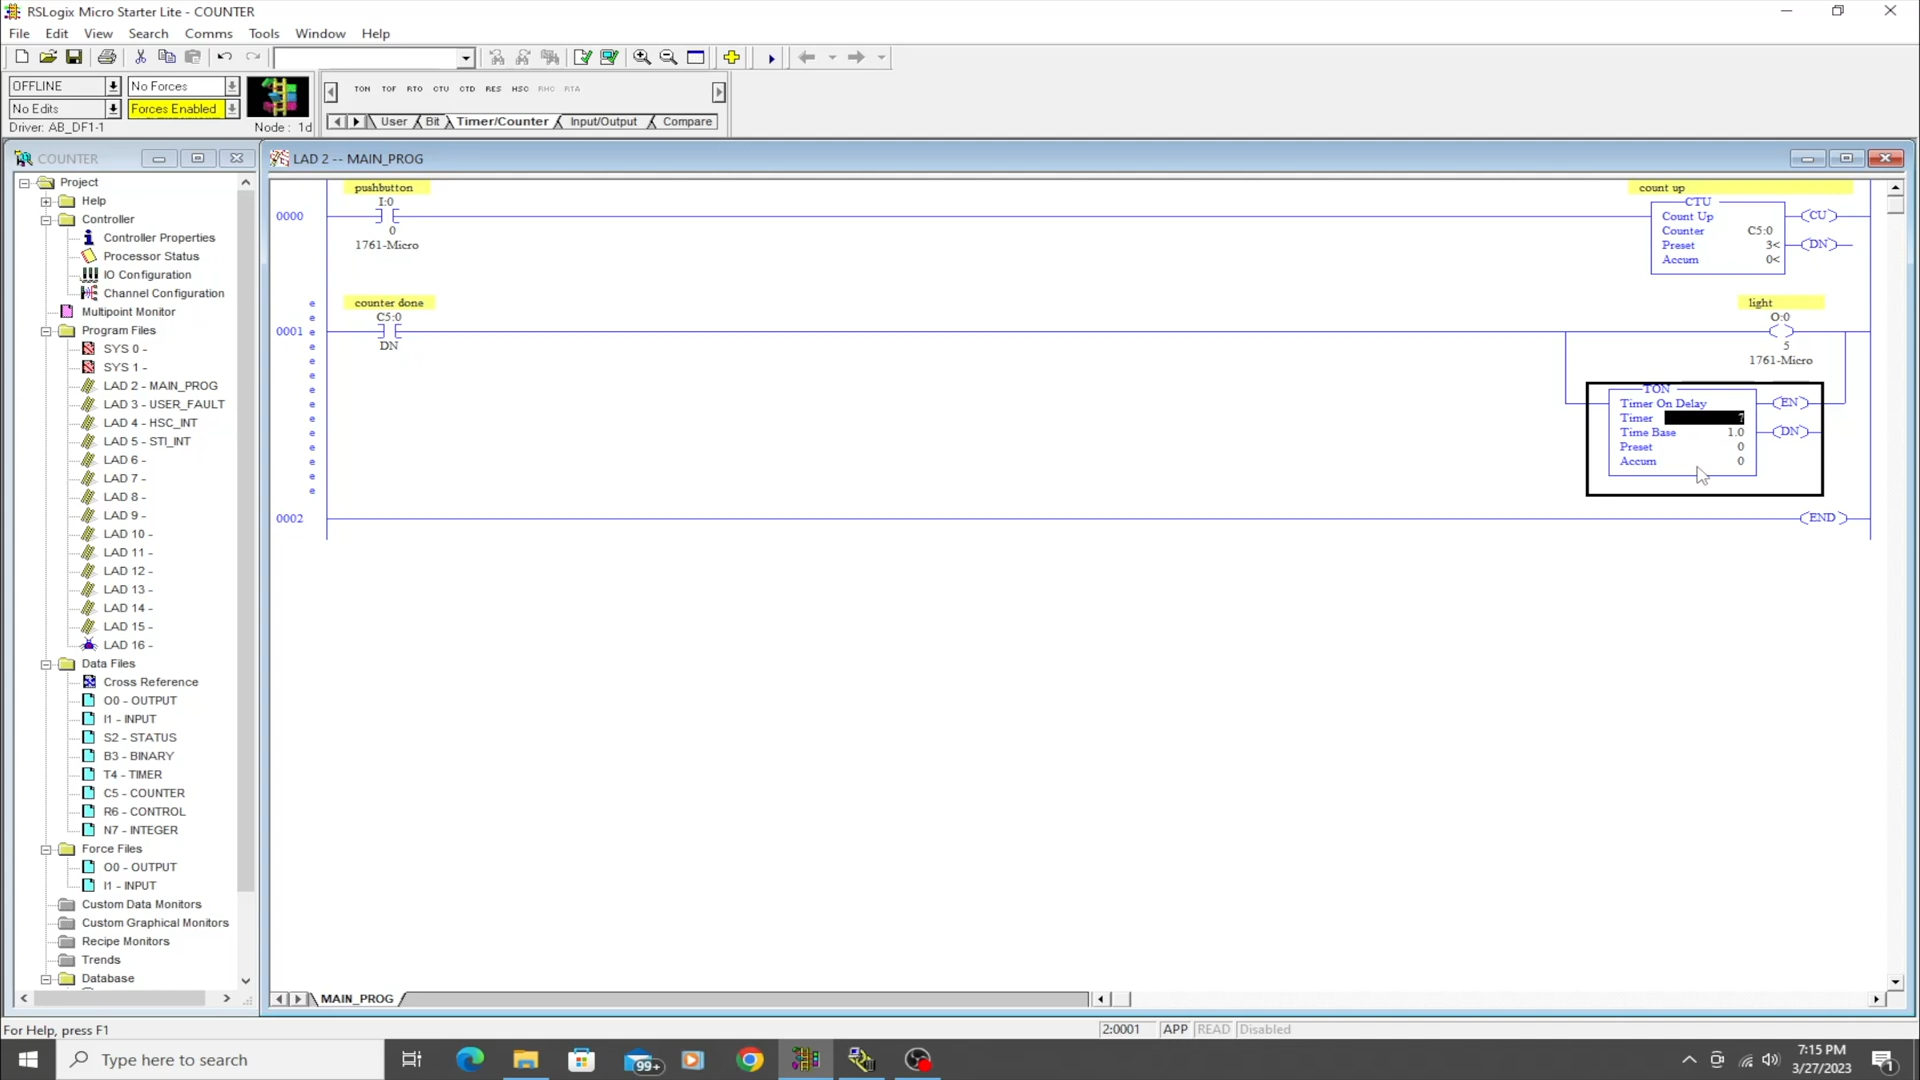 RSLogix Micro Starter Lite - COUNTER
File Edit View Search Comms Tools Window Help
OFFLINE No Forces
No Edits Forces Enabled
Driver: AB_DF1-1 Node : 1d
TON TOF RTO CTU CTD RES HSC RHC RTA
User Bit Timer/Counter Input/Output Compare
COUNTER
Project
Help
Controller
Controller Properties
Processor Status
IO Configuration
Channel Configuration
Multipoint Monitor
Program Files
SYS 0 -
SYS 1 -
LAD 2 - MAIN_PROG
LAD 3 - USER_FAULT
LAD 4 - HSC_INT
LAD 5 - STI_INT
LAD 6 -
LAD 7 -
LAD 8 -
LAD 9 -
LAD 10 -
LAD 11 -
LAD 12 -
LAD 13 -
LAD 14 -
LAD 15 -
LAD 16 -
Data Files
Cross Reference
O0 - OUTPUT
I1 - INPUT
S2 - STATUS
B3 - BINARY
T4 - TIMER
C5 - COUNTER
R6 - CONTROL
N7 - INTEGER
Force Files
O0 - OUTPUT
I1 - INPUT
Custom Data Monitors
Custom Graphical Monitors
Recipe Monitors
Trends
Database
LAD 2 -- MAIN_PROG
pushbutton
I:0
0000
0
1761-Micro
count up
CTU
Count Up
Counter C5:0
Preset 3<
Accum 0<
CU
DN
counter done
C5:0
0001
DN
e
e
e
e
e
e
e
e
e
e
e
e
e
e
light
O:0
5
1761-Micro
TON
Timer On Delay
Timer ?
Time Base 1.0
Preset 0
Accum 0
EN
DN
0002
END
MAIN_PROG
For Help, press F1
2:0001 APP READ Disabled
Type here to search
99+
7:15 PM
3/27/2023
1